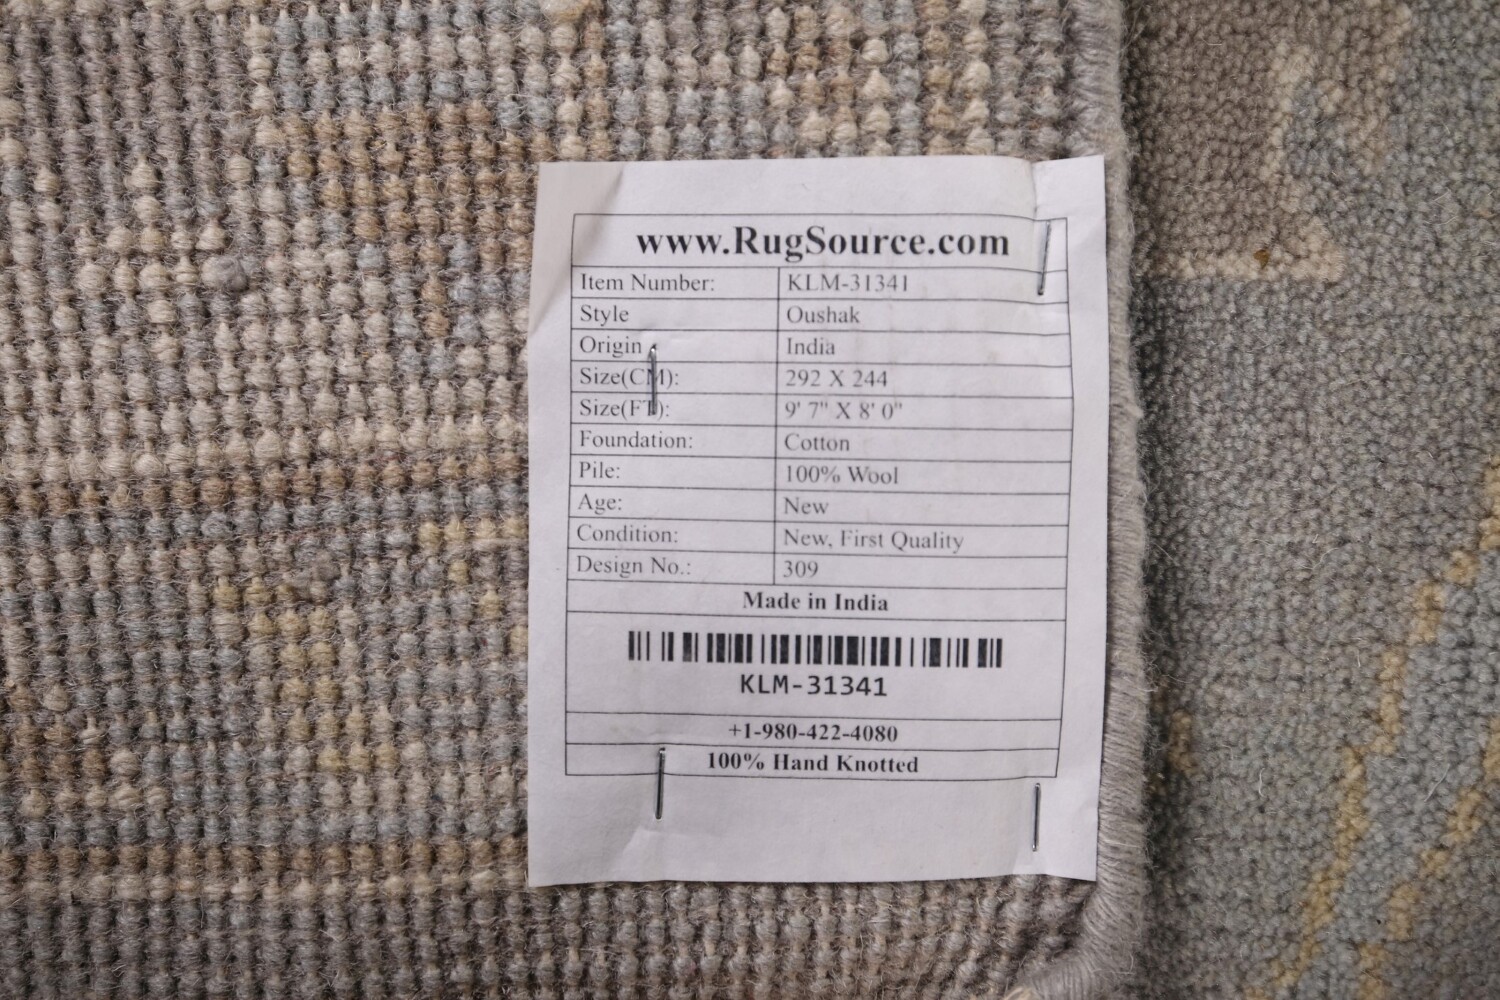 www.RugSource.com
Item Number: KLM-31341
Style Oushak
Origin India
Size(CM): 292 X 244
Size(FT): 9' 7" X 8' 0"
Foundation: Cotton
Pile: 100% Wool
Age: New
Condition: New, First Quality
Design No.: 309
Made in India
KLM-31341
+1-980-422-4080
100% Hand Knotted